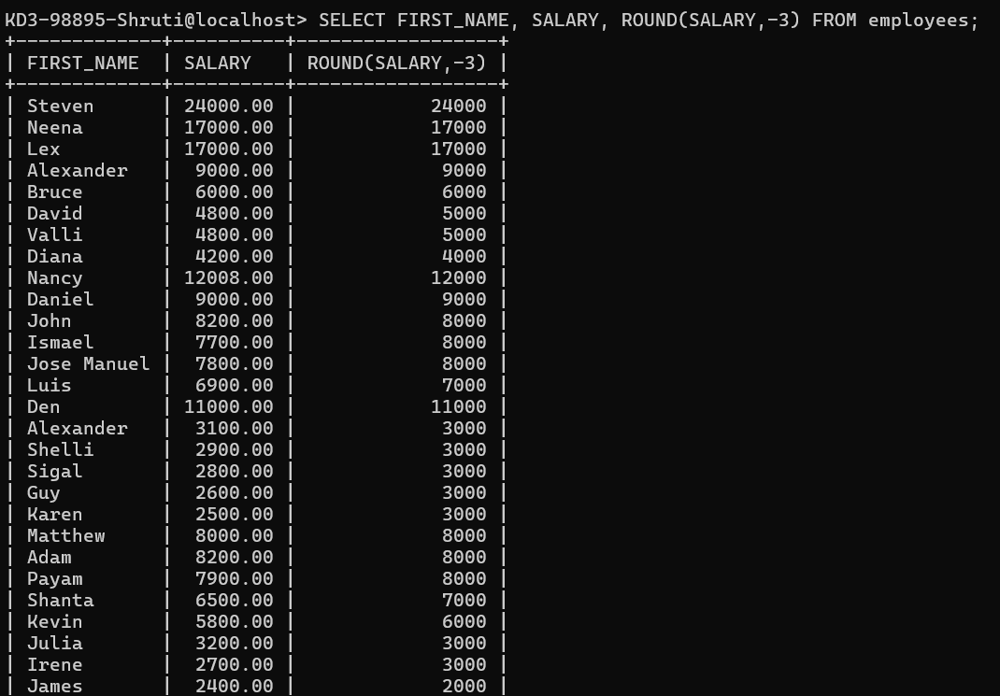 KD3-98895-Shruti@localhost> SELECT FIRST_NAME, SALARY, ROUND(SALARY,-3) FROM employees;
+-------------+----------+------------------+
| FIRST_NAME  | SALARY   | ROUND(SALARY,-3) |
+-------------+----------+------------------+
| Steven      | 24000.00 |            24000 |
| Neena       | 17000.00 |            17000 |
| Lex         | 17000.00 |            17000 |
| Alexander   |  9000.00 |             9000 |
| Bruce       |  6000.00 |             6000 |
| David       |  4800.00 |             5000 |
| Valli       |  4800.00 |             5000 |
| Diana       |  4200.00 |             4000 |
| Nancy       | 12008.00 |            12000 |
| Daniel      |  9000.00 |             9000 |
| John        |  8200.00 |             8000 |
| Ismael      |  7700.00 |             8000 |
| Jose Manuel |  7800.00 |             8000 |
| Luis        |  6900.00 |             7000 |
| Den         | 11000.00 |            11000 |
| Alexander   |  3100.00 |             3000 |
| Shelli      |  2900.00 |             3000 |
| Sigal       |  2800.00 |             3000 |
| Guy         |  2600.00 |             3000 |
| Karen       |  2500.00 |             3000 |
| Matthew     |  8000.00 |             8000 |
| Adam        |  8200.00 |             8000 |
| Payam       |  7900.00 |             8000 |
| Shanta      |  6500.00 |             7000 |
| Kevin       |  5800.00 |             6000 |
| Julia       |  3200.00 |             3000 |
| Irene       |  2700.00 |             3000 |
| James       |  2400.00 |             2000 |